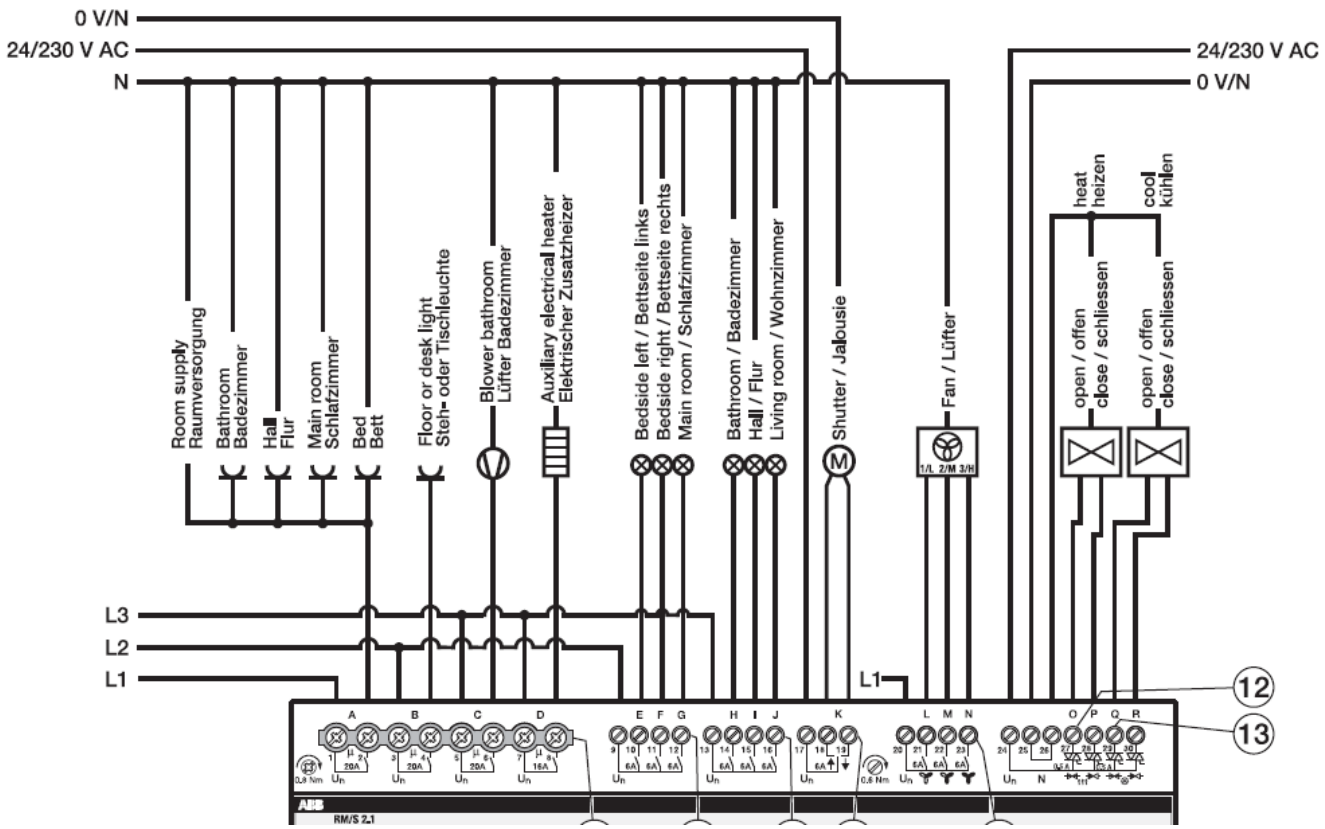 0 V/N
24/230 V AC
N
24/230 V AC
0 V/N
Room supply
Raumversorgung
Bathroom
Badezimmer
Hall
Flur
Main room
Schlafzimmer
Bed
Bett
Floor or desk light
Steh- oder Tischleuchte
Blower bathroom
Lüfter Badezimmer
Auxiliary electrical heater
Elektrischer Zusatzheizer
Bedside left / Bettseite links
Bedside right / Bettseite rechts
Main room / Schlafzimmer
Bathroom / Badezimmer
Hall / Flur
Living room / Wohnzimmer
Shutter / Jalousie
M
Fan / Lüfter
1/L 2/M 3/H
heat
heizen
open / offen
close / schliessen
cool
kühlen
open / offen
close / schliessen
L3
L2
L1
L1
12
13
A B C D E F G H I J K L M N O P Q R
1 2 3 4 5 6 7 8 9 10 11 12 13 14 15 16 17 18 19 20 21 22 23 24 25 26 27 28 29 30
µ µ µ µ
20A 20A 20A 16A 6A 6A 6A 6A 6A 6A 6A 6A 6A 6A 0,5 A 0,5 A
0.8 Nm Un Un Un Un Un Un Un 0.6 Nm Un Un N
ABB
RM/S 2.1